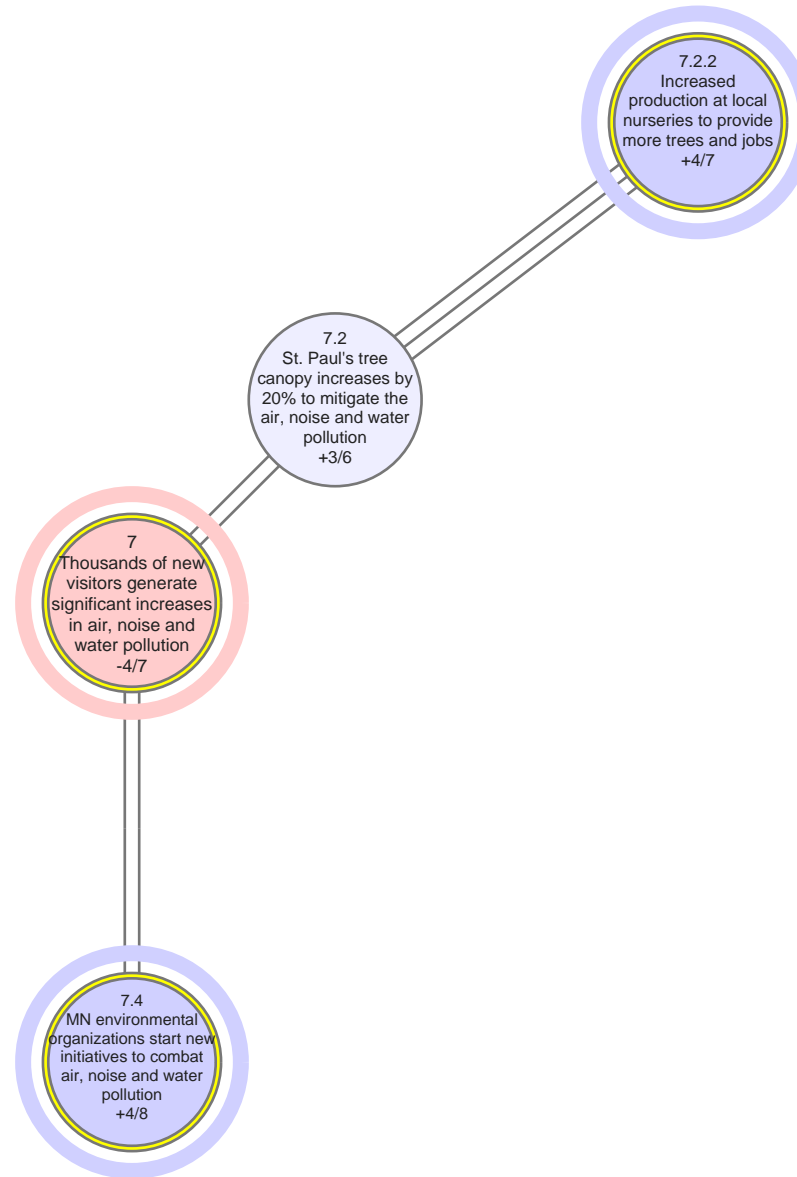 7.2.2
Increased
production at local
nurseries to provide
more trees and jobs
+4/7
7.2
St. Paul's tree
canopy increases by
20% to mitigate the
air, noise and water
pollution
+3/6
7
Thousands of new
visitors generate
significant increases
in air, noise and
water pollution
-4/7
7.4
MN environmental
organizations start new
initiatives to combat
air, noise and water
pollution
+4/8